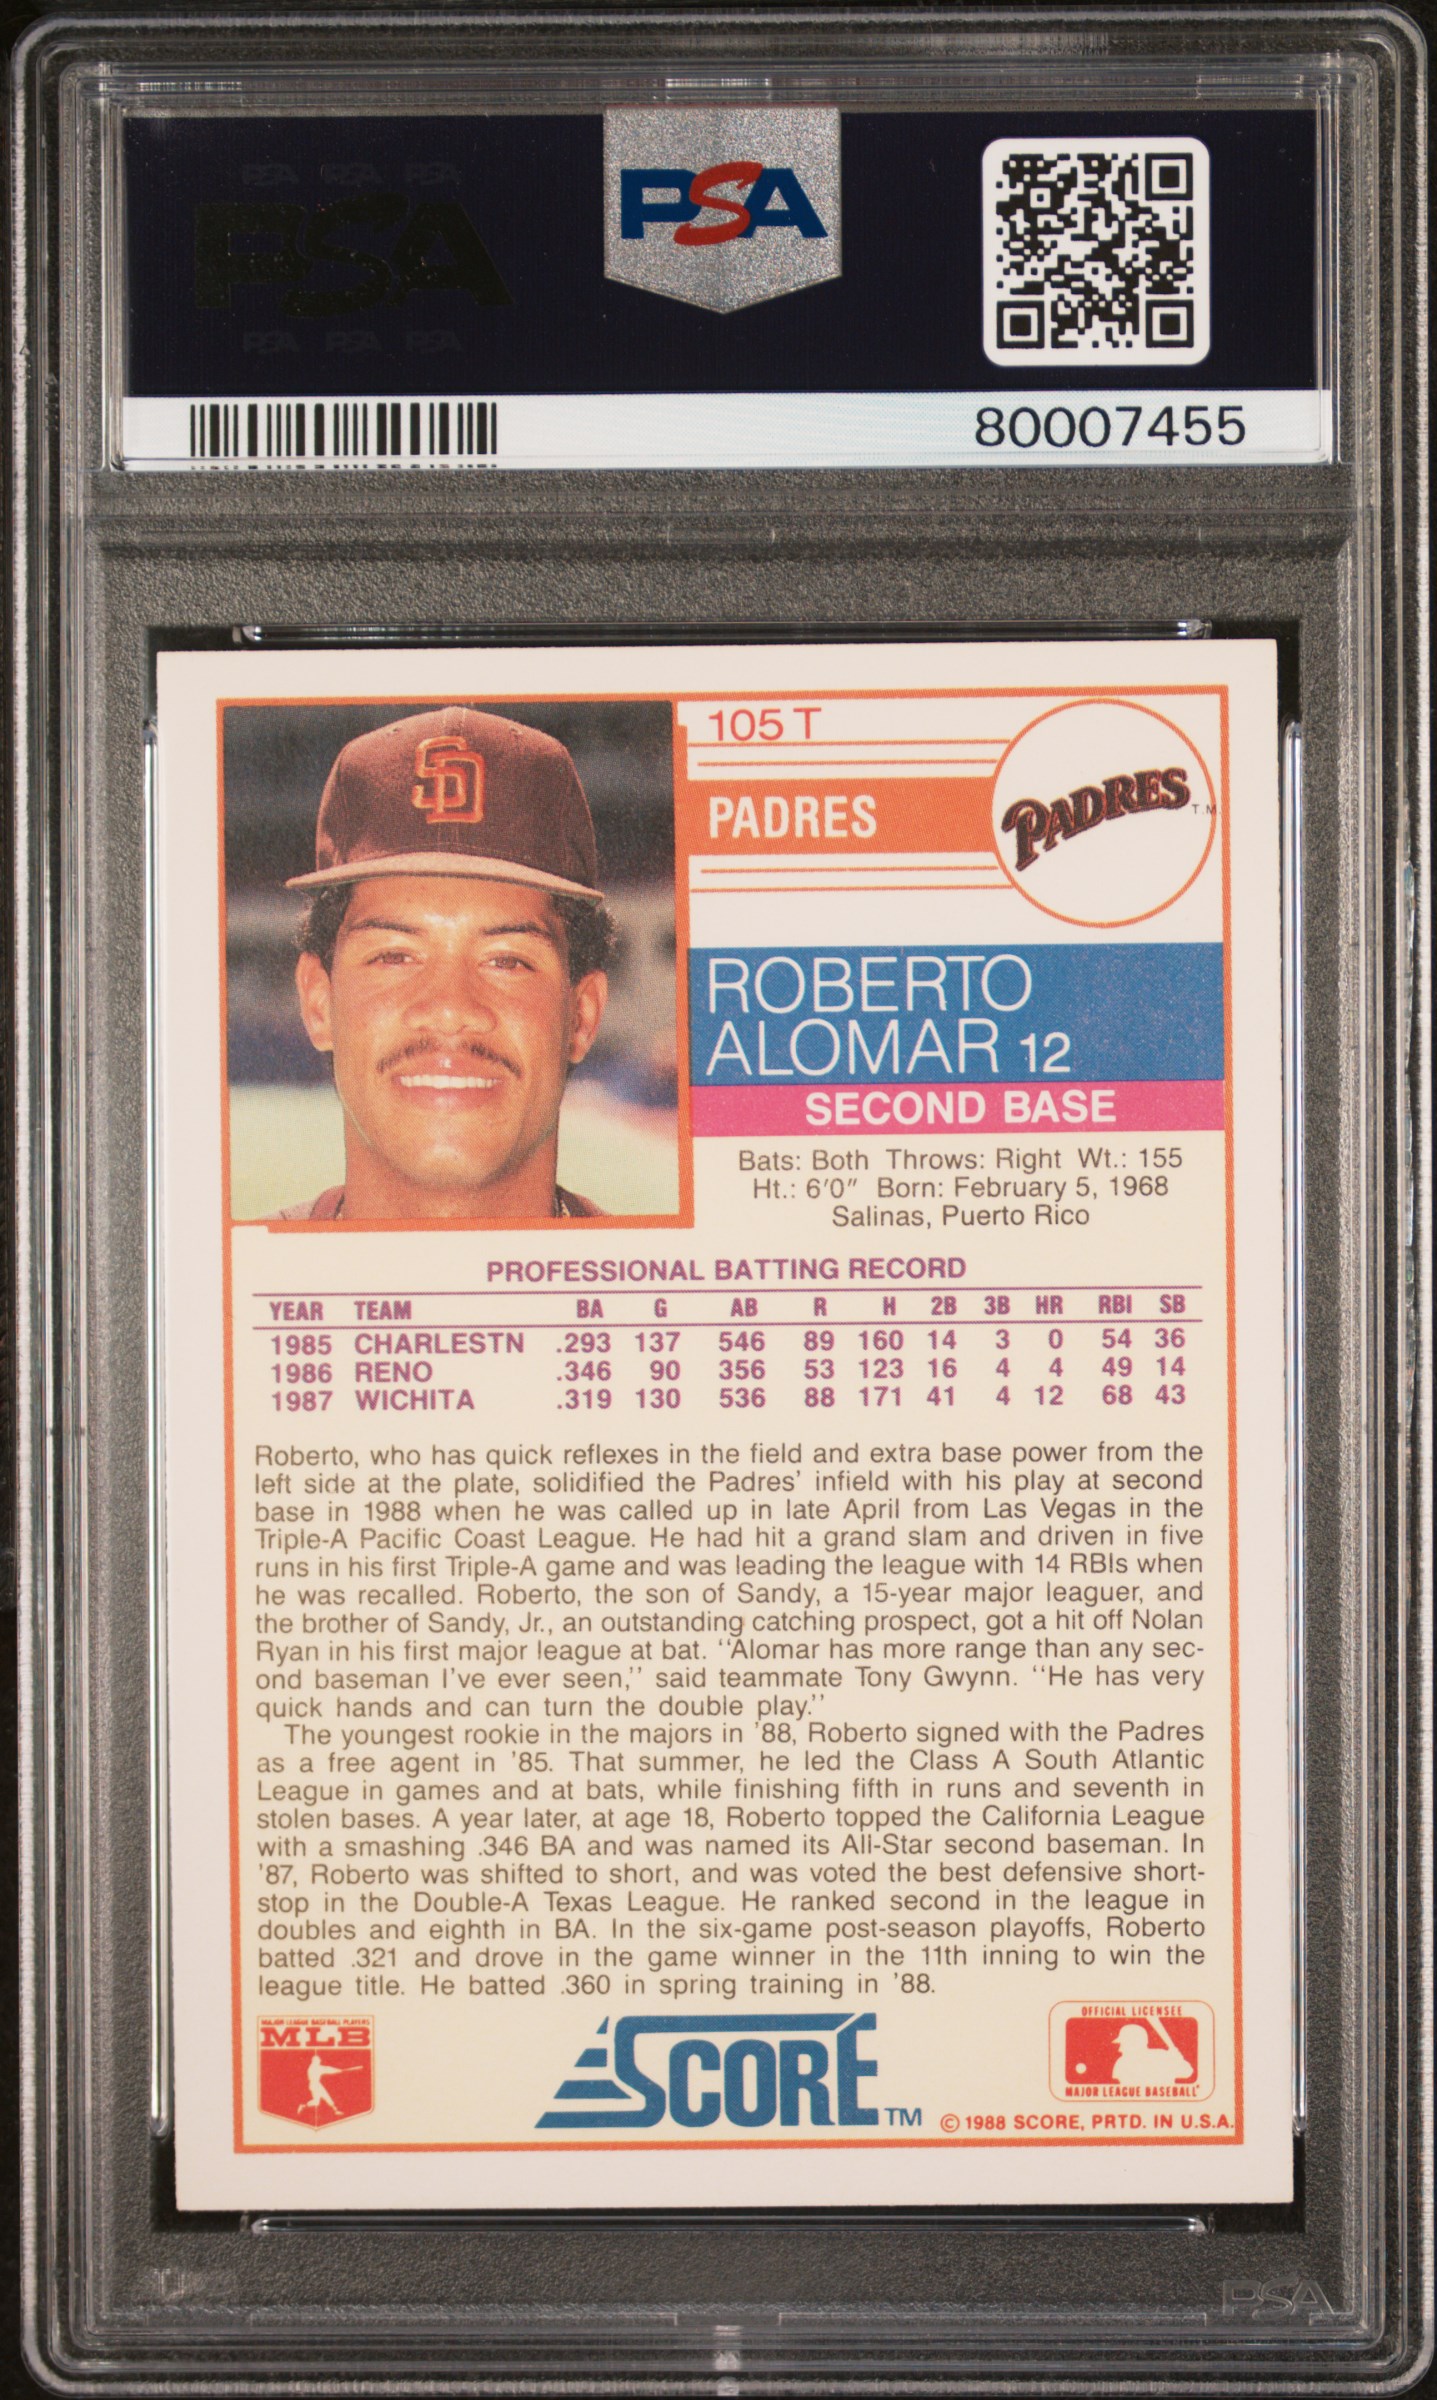 PSA PSA PSA
PSA
PSA PSA PSA
PSA
80007455
SD
105 T
PADRES
PADRES T.M.
ROBERTO
ALOMAR 12
SECOND BASE
Bats: Both Throws: Right Wt.: 155
Ht.: 6'0" Born: February 5, 1968
Salinas, Puerto Rico
PROFESSIONAL BATTING RECORD
YEAR TEAM BA G AB R H 2B 3B HR RBI SB
1985 CHARLESTN .293 137 546 89 160 14 3 0 54 36
1986 RENO .346 90 356 53 123 16 4 4 49 14
1987 WICHITA .319 130 536 88 171 41 4 12 68 43
Roberto, who has quick reflexes in the field and extra base power from the
left side at the plate, solidified the Padres' infield with his play at second
base in 1988 when he was called up in late April from Las Vegas in the
Triple-A Pacific Coast League. He had hit a grand slam and driven in five
runs in his first Triple-A game and was leading the league with 14 RBIs when
he was recalled. Roberto, the son of Sandy, a 15-year major leaguer, and
the brother of Sandy, Jr., an outstanding catching prospect, got a hit off Nolan
Ryan in his first major league at bat. ''Alomar has more range than any sec-
ond baseman I've ever seen,'' said teammate Tony Gwynn. ''He has very
quick hands and can turn the double play.''
The youngest rookie in the majors in '88, Roberto signed with the Padres
as a free agent in '85. That summer, he led the Class A South Atlantic
League in games and at bats, while finishing fifth in runs and seventh in
stolen bases. A year later, at age 18, Roberto topped the California League
with a smashing .346 BA and was named its All-Star second baseman. In
'87, Roberto was shifted to short, and was voted the best defensive short-
stop in the Double-A Texas League. He ranked second in the league in
doubles and eighth in BA. In the six-game post-season playoffs, Roberto
batted .321 and drove in the game winner in the 11th inning to win the
league title. He batted .360 in spring training in '88.
MAJOR LEAGUE BASEBALL PLAYERS
MLB
SCORE TM
OFFICIAL LICENSEE
MAJOR LEAGUE BASEBALL
© 1988 SCORE, PRTD. IN U.S.A.
PSA